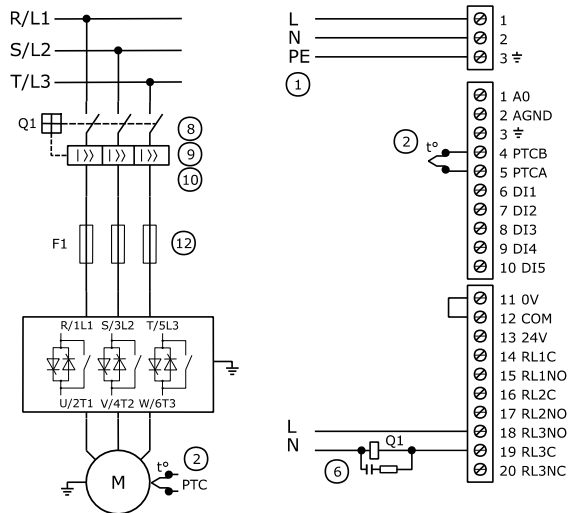 R/L1
S/L2
T/L3
Q1
8
I>>
I>>
I>>
9
10
F1
12
R/1L1 S/3L2 T/5L3
U/2T1 V/4T2 W/6T3
M
t°
2
PTC
L
N
PE
1
1
2
3
2
t°
1 A0
2 AGND
3
4 PTCB
5 PTCA
6 DI1
7 DI2
8 DI3
9 DI4
10 DI5
11 0V
12 COM
13 24V
14 RL1C
15 RL1NO
16 RL2C
17 RL2NO
18 RL3NO
19 RL3C
20 RL3NC
L
N
Q1
6